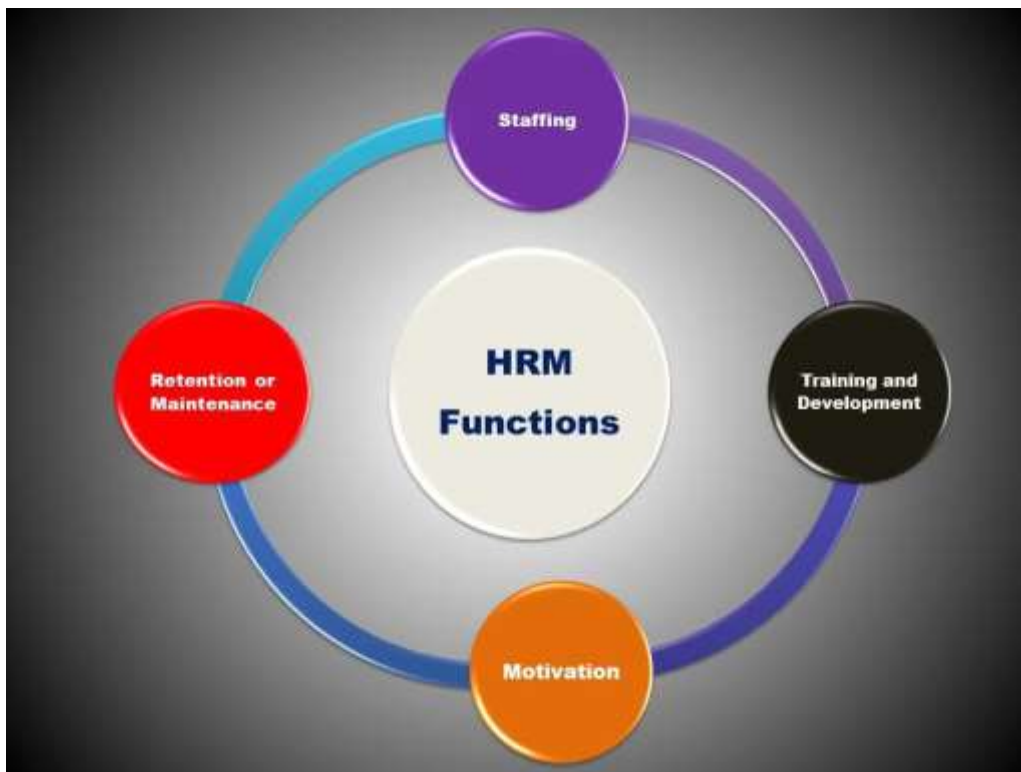 Staffing
HRM
Functions
Training and
Development
Motivation
Retention or
Maintenance